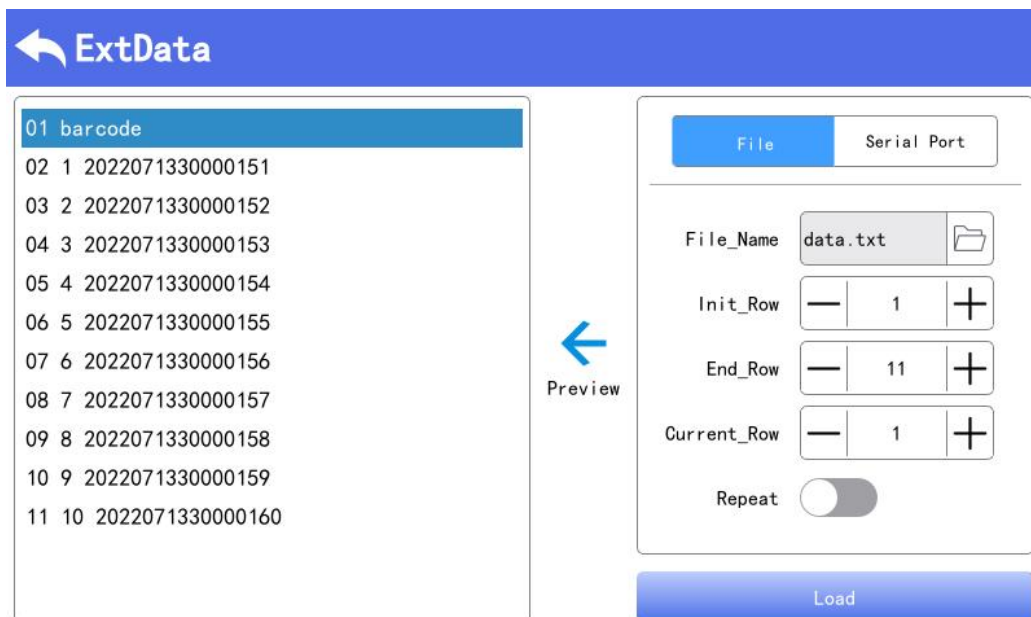 ExtData
01 barcode
02 1 2022071330000151
03 2 2022071330000152
04 3 2022071330000153
05 4 2022071330000154
06 5 2022071330000155
07 6 2022071330000156
08 7 2022071330000157
09 8 2022071330000158
10 9 2022071330000159
11 10 2022071330000160
Preview
File Serial Port
File_Name data.txt
Init_Row 1
End_Row 11
Current_Row 1
Repeat
Load